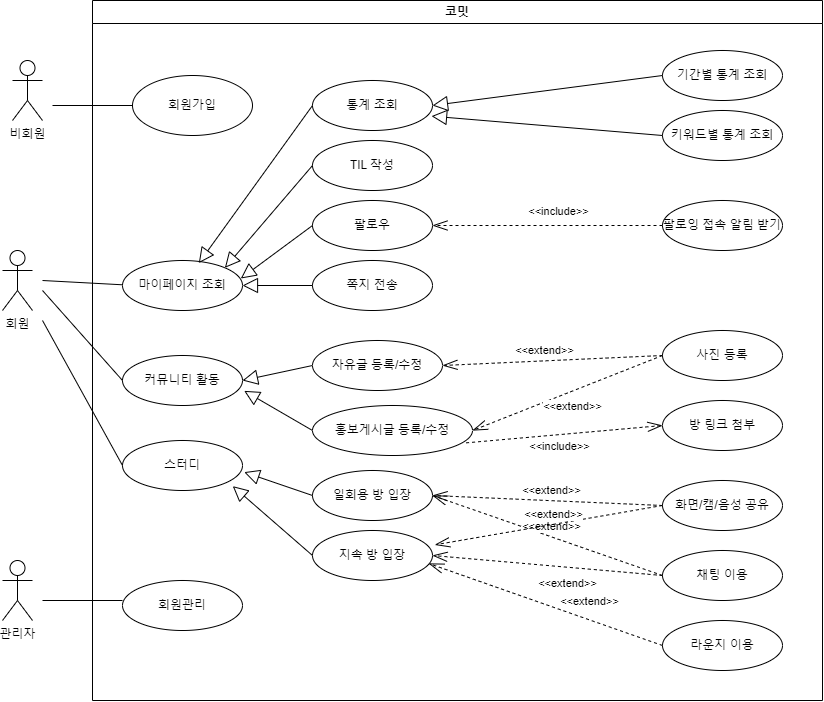 코밋
비회원
회원가입
통계 조회
기간별 통계 조회
키워드별 통계 조회
TIL 작성
팔로우
<<include>>
팔로잉 접속 알림 받기
마이페이지 조회
쪽지 전송
회원
커뮤니티 활동
자유글 등록/수정
<<extend>>
사진 등록
<<extend>>
홍보게시글 등록/수정
<<include>>
방 링크 첨부
스터디
일회용 방 입장
<<extend>>
화면/캠/음성 공유
<<extend>>
<<extend>>
지속 방 입장
채팅 이용
<<extend>>
<<extend>>
라운지 이용
관리자
회원관리